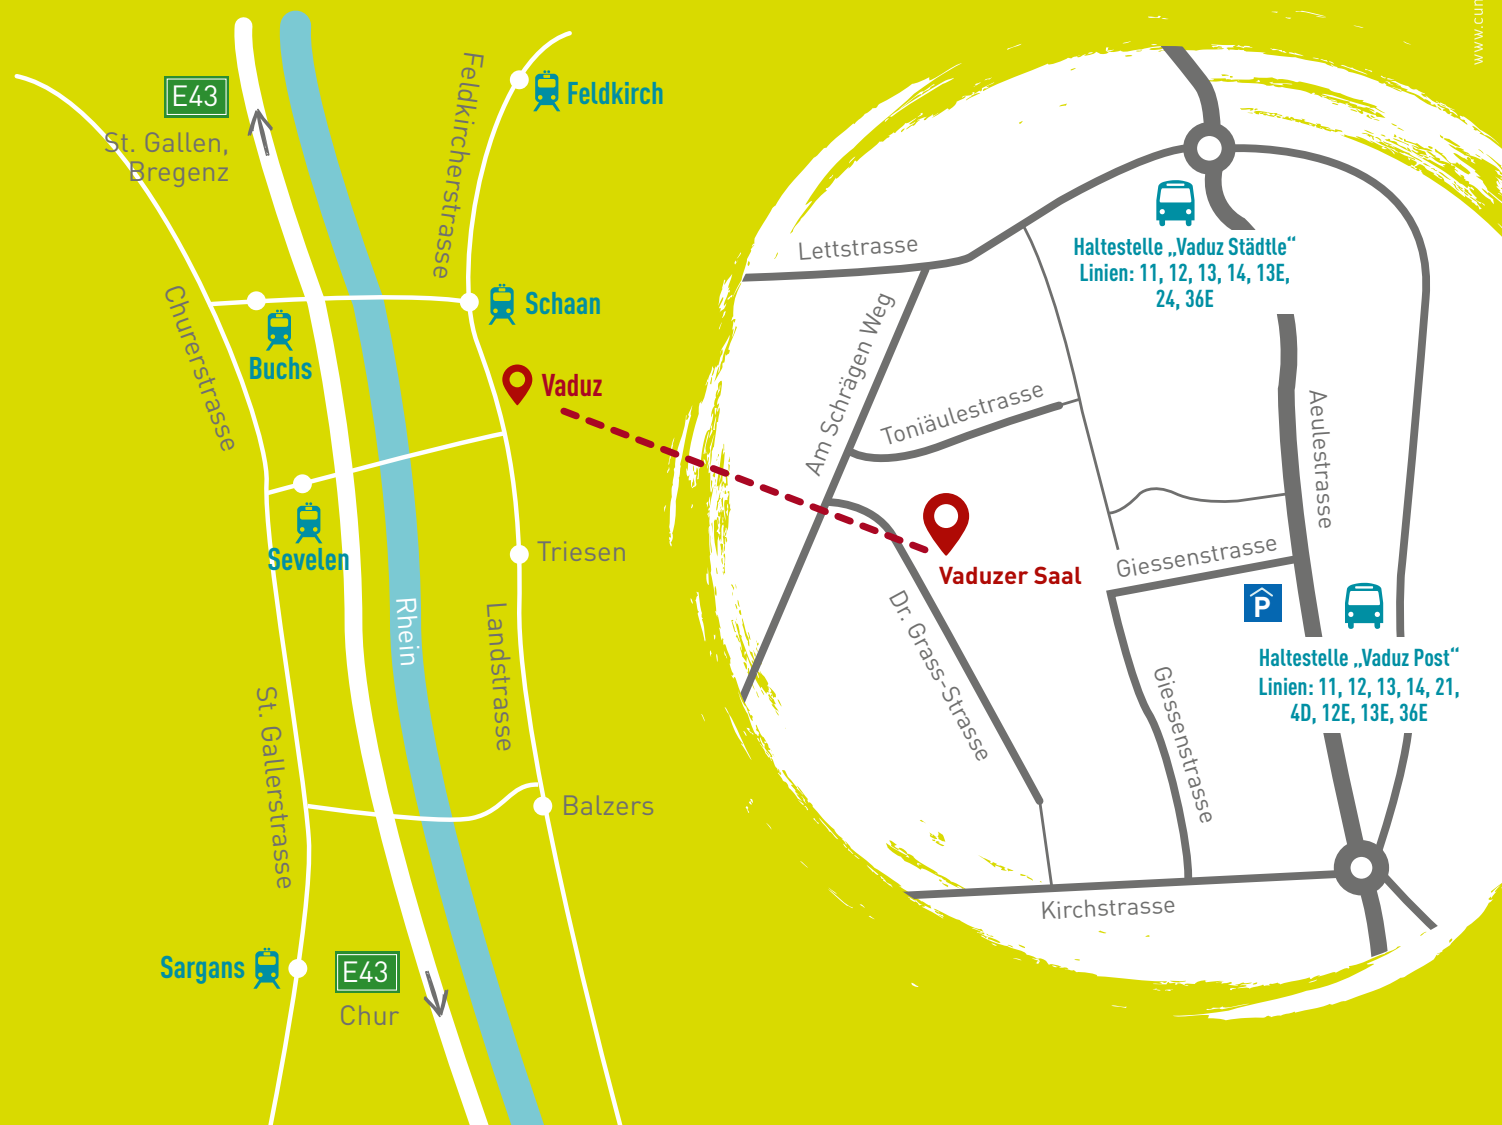 E43
St. Gallen,
Bregenz
Feldkircherstrasse
Feldkirch
Churerstrasse
Buchs
Schaan
Vaduz
Sevelen
Triesen
Rhein
Landstrasse
St. Gallerstrasse
Balzers
Sargans
E43
Chur
Lettstrasse
Haltestelle „Vaduz Städtle“
Linien: 11, 12, 13, 14, 13E,
24, 36E
Am Schrägen Weg
Toniäulestrasse
Aeulestrasse
Vaduzer Saal
Giessenstrasse
P
Dr. Grass-Strasse
Haltestelle „Vaduz Post“
Linien: 11, 12, 13, 14, 21,
4D, 12E, 13E, 36E
Giessenstrasse
Kirchstrasse